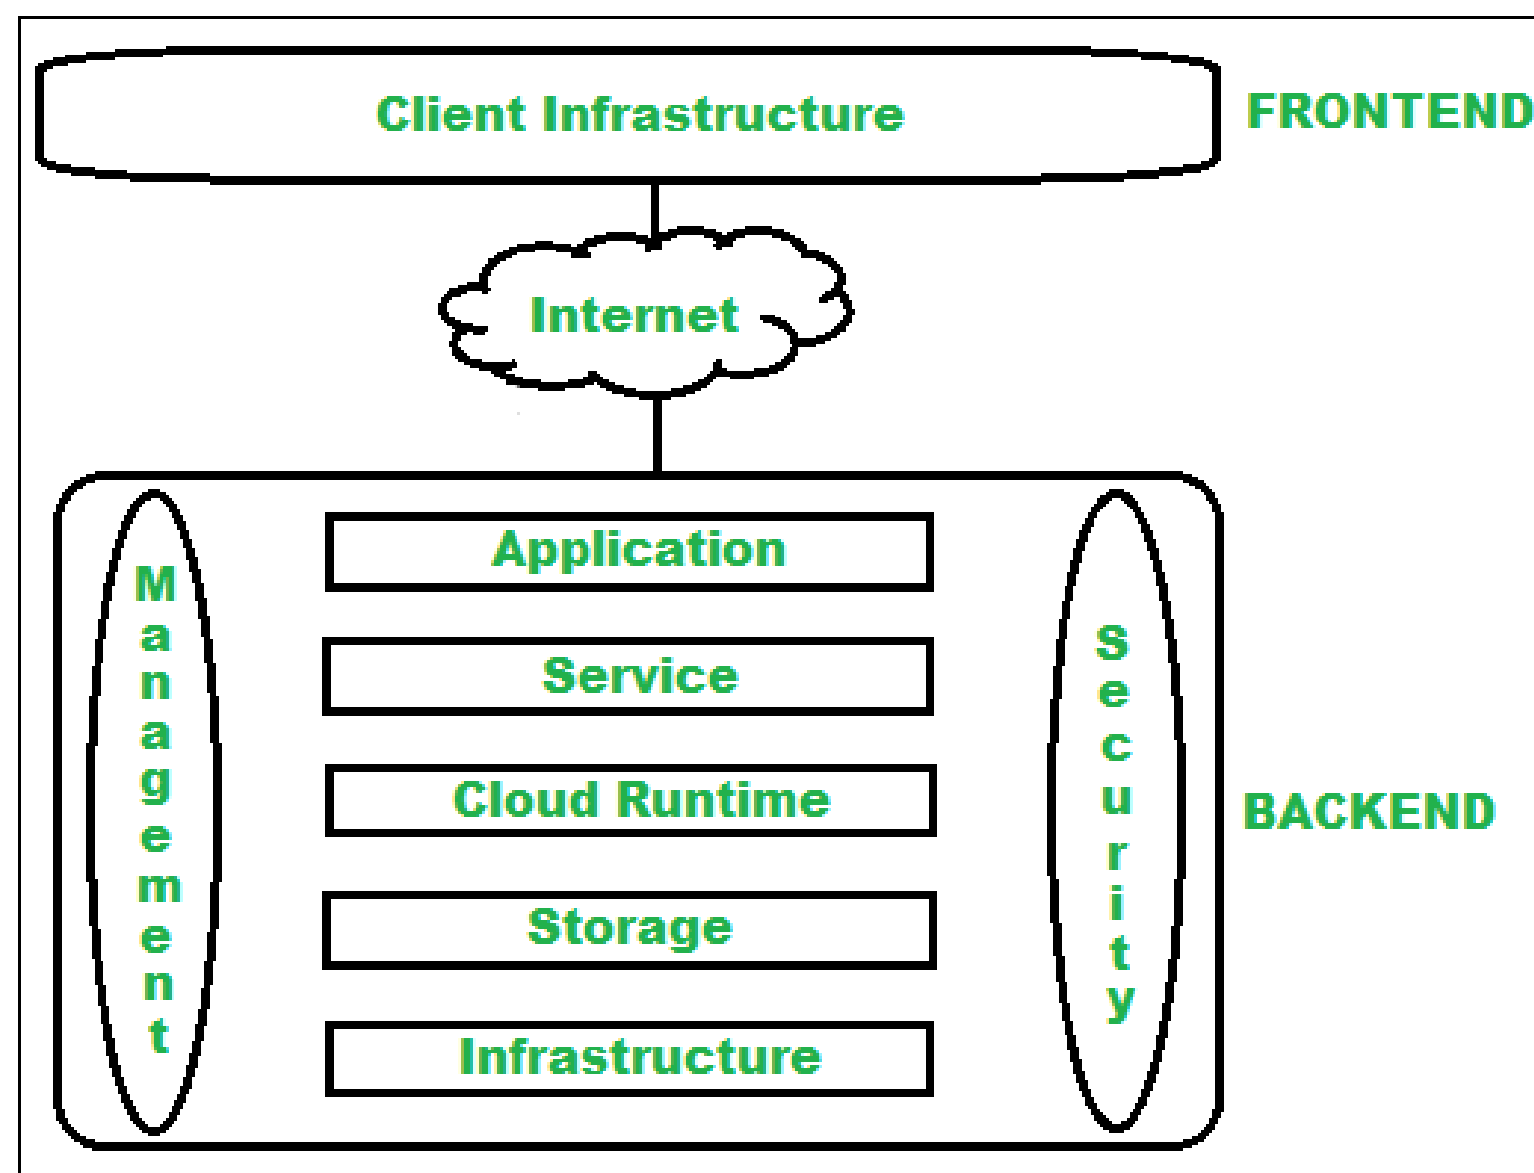 Client Infrastructure
FRONTEND
Internet
Management
Application
Service
Cloud Runtime
Storage
Infrastructure
Security
BACKEND